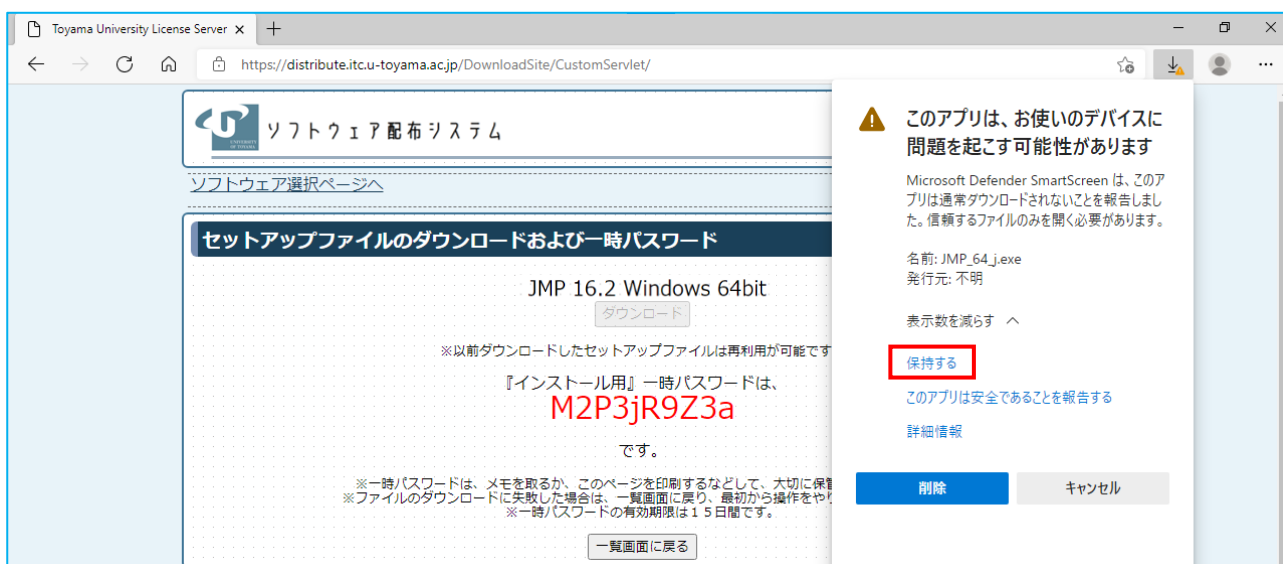 Toyama University License Server
https://distribute.itc.u-toyama.ac.jp/DownloadSite/CustomServlet/
UNIVERSITY
OF TOYAMA
ソフトウェア配布システム
ソフトウェア選択ページへ
セットアップファイルのダウンロードおよび一時パスワード
JMP 16.2 Windows 64bit
ダウンロード
※以前ダウンロードしたセットアップファイルは再利用が可能です
『インストール用』一時パスワードは、
M2P3jR9Z3a
です。
※一時パスワードは、メモを取るか、このページを印刷するなどして、大切に保管
※ファイルのダウンロードに失敗した場合は、一覧画面に戻り、最初から操作をやり
※一時パスワードの有効期限は１５日間です。
一覧画面に戻る
このアプリは、お使いのデバイスに
問題を起こす可能性があります
Microsoft Defender SmartScreen は、このア
プリは通常ダウンロードされないことを報告しまし
た。信頼するファイルのみを開く必要があります。
名前: JMP_64_j.exe
発行元: 不明
表示数を減らす
保持する
このアプリは安全であることを報告する
詳細情報
削除
キャンセル